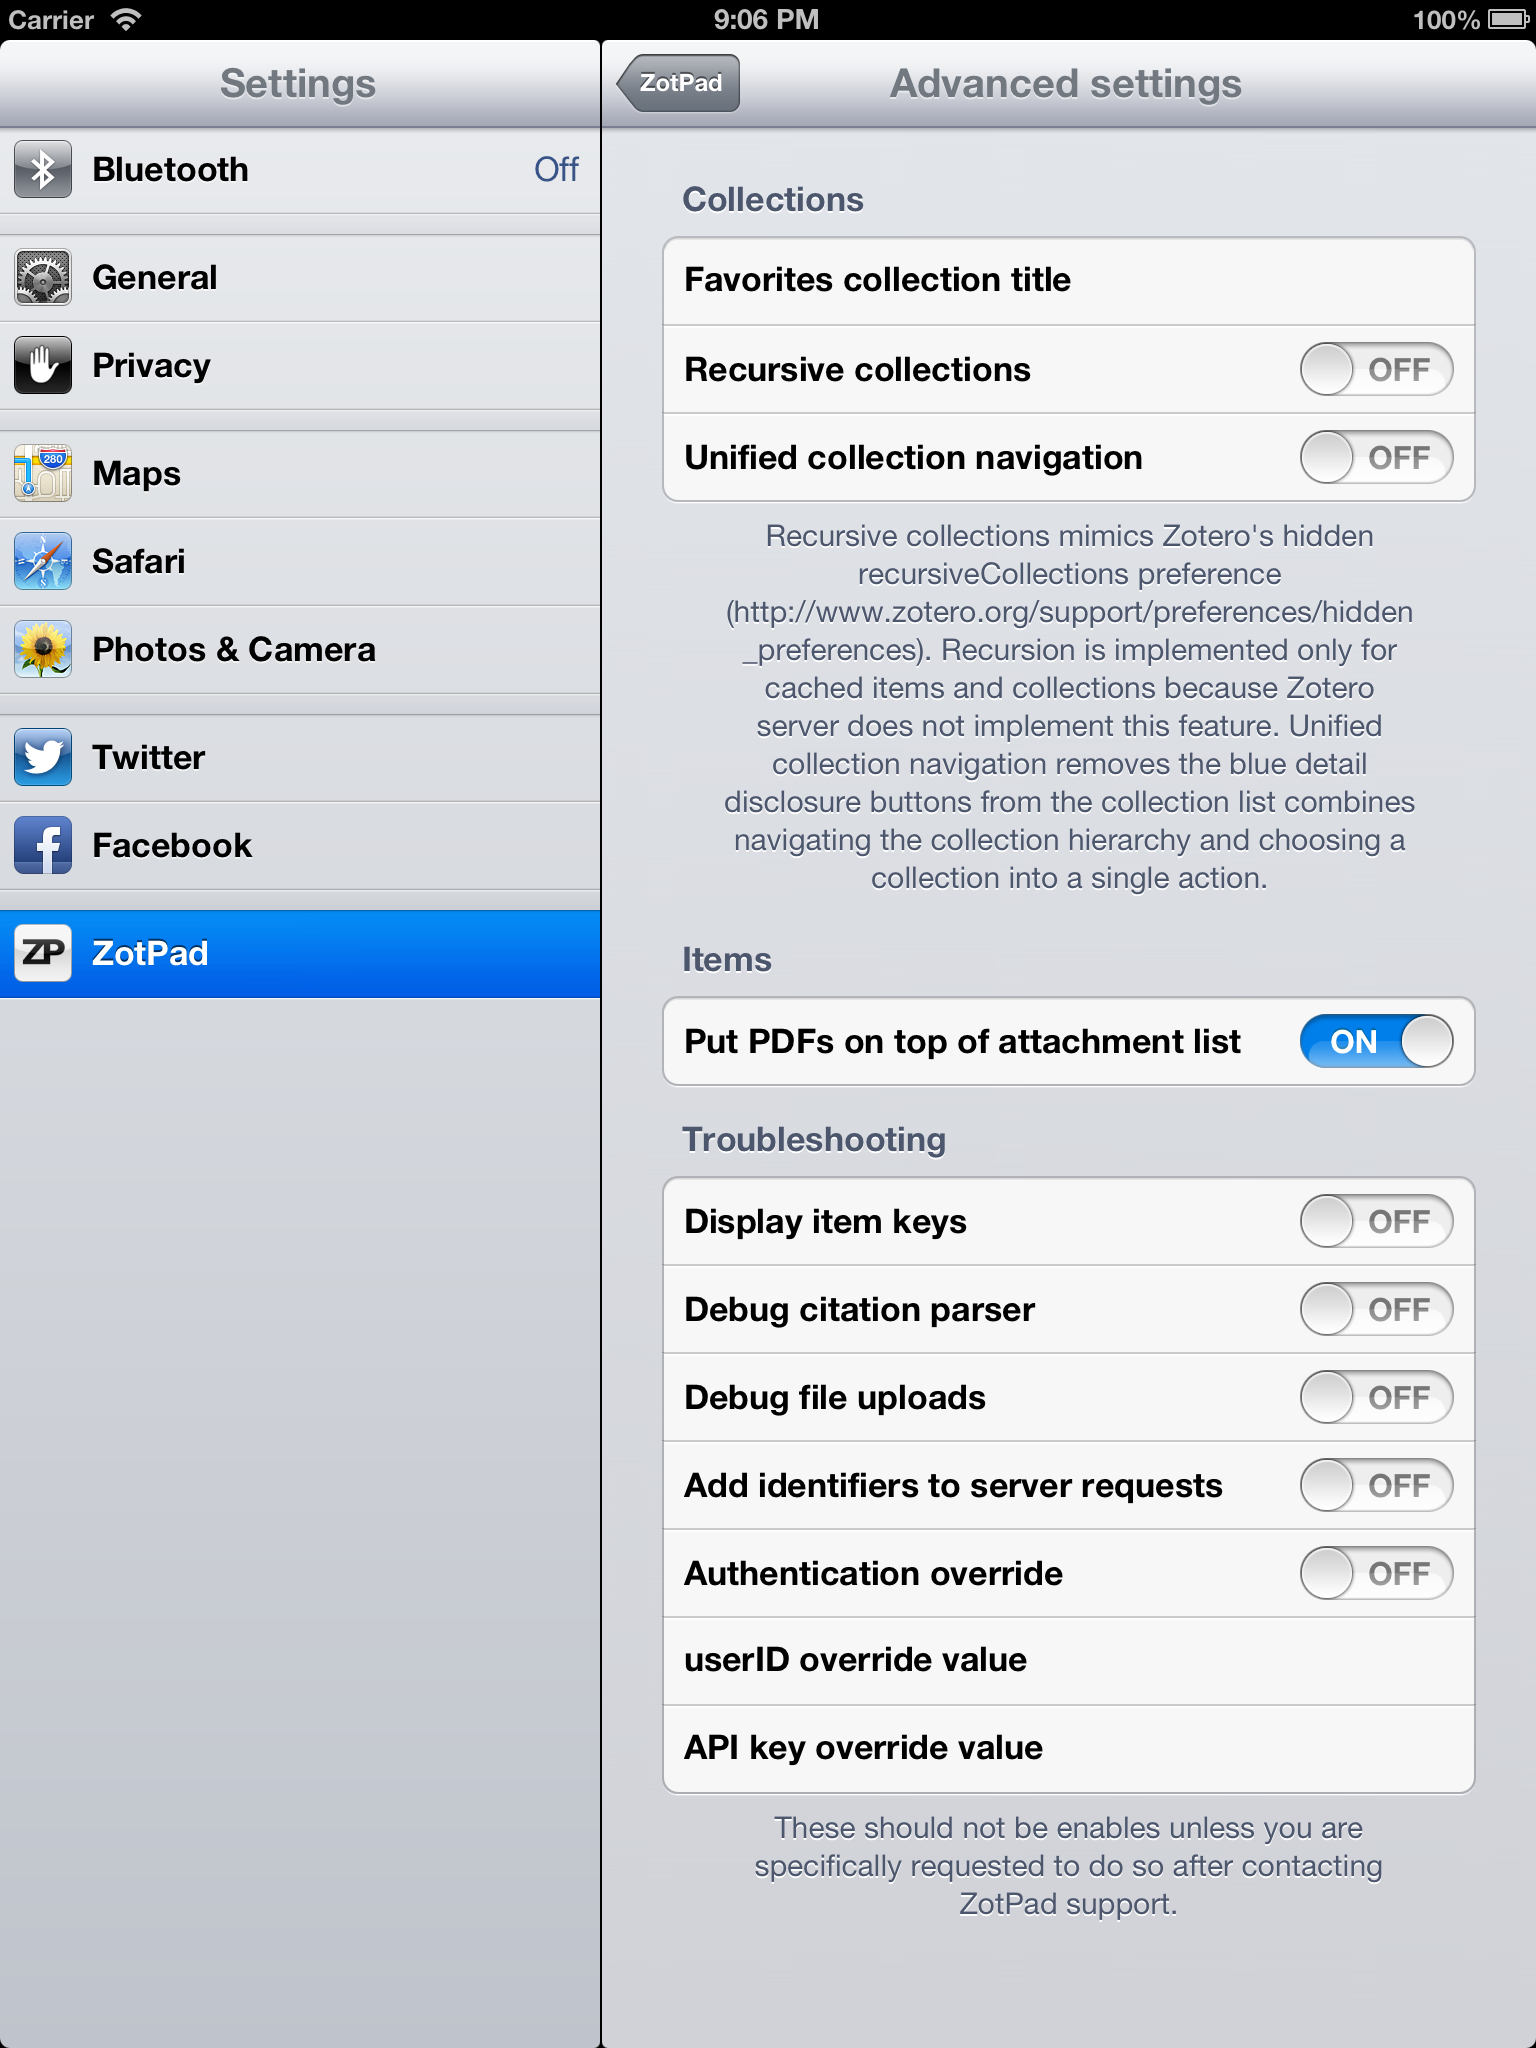 Carrier 9:06 PM 100%
Settings
Bluetooth Off
General
Privacy
280
Maps
N
S
Safari
Photos & Camera
Twitter
f Facebook
ZP ZotPad
ZotPad Advanced settings
Collections
Favorites collection title
Recursive collections OFF
Unified collection navigation OFF
Recursive collections mimics Zotero's hidden
recursiveCollections preference
(http://www.zotero.org/support/preferences/hidden
_preferences). Recursion is implemented only for
cached items and collections because Zotero
server does not implement this feature. Unified
collection navigation removes the blue detail
disclosure buttons from the collection list combines
navigating the collection hierarchy and choosing a
collection into a single action.
Items
Put PDFs on top of attachment list ON
Troubleshooting
Display item keys OFF
Debug citation parser OFF
Debug file uploads OFF
Add identifiers to server requests OFF
Authentication override OFF
userID override value
API key override value
These should not be enables unless you are
specifically requested to do so after contacting
ZotPad support.